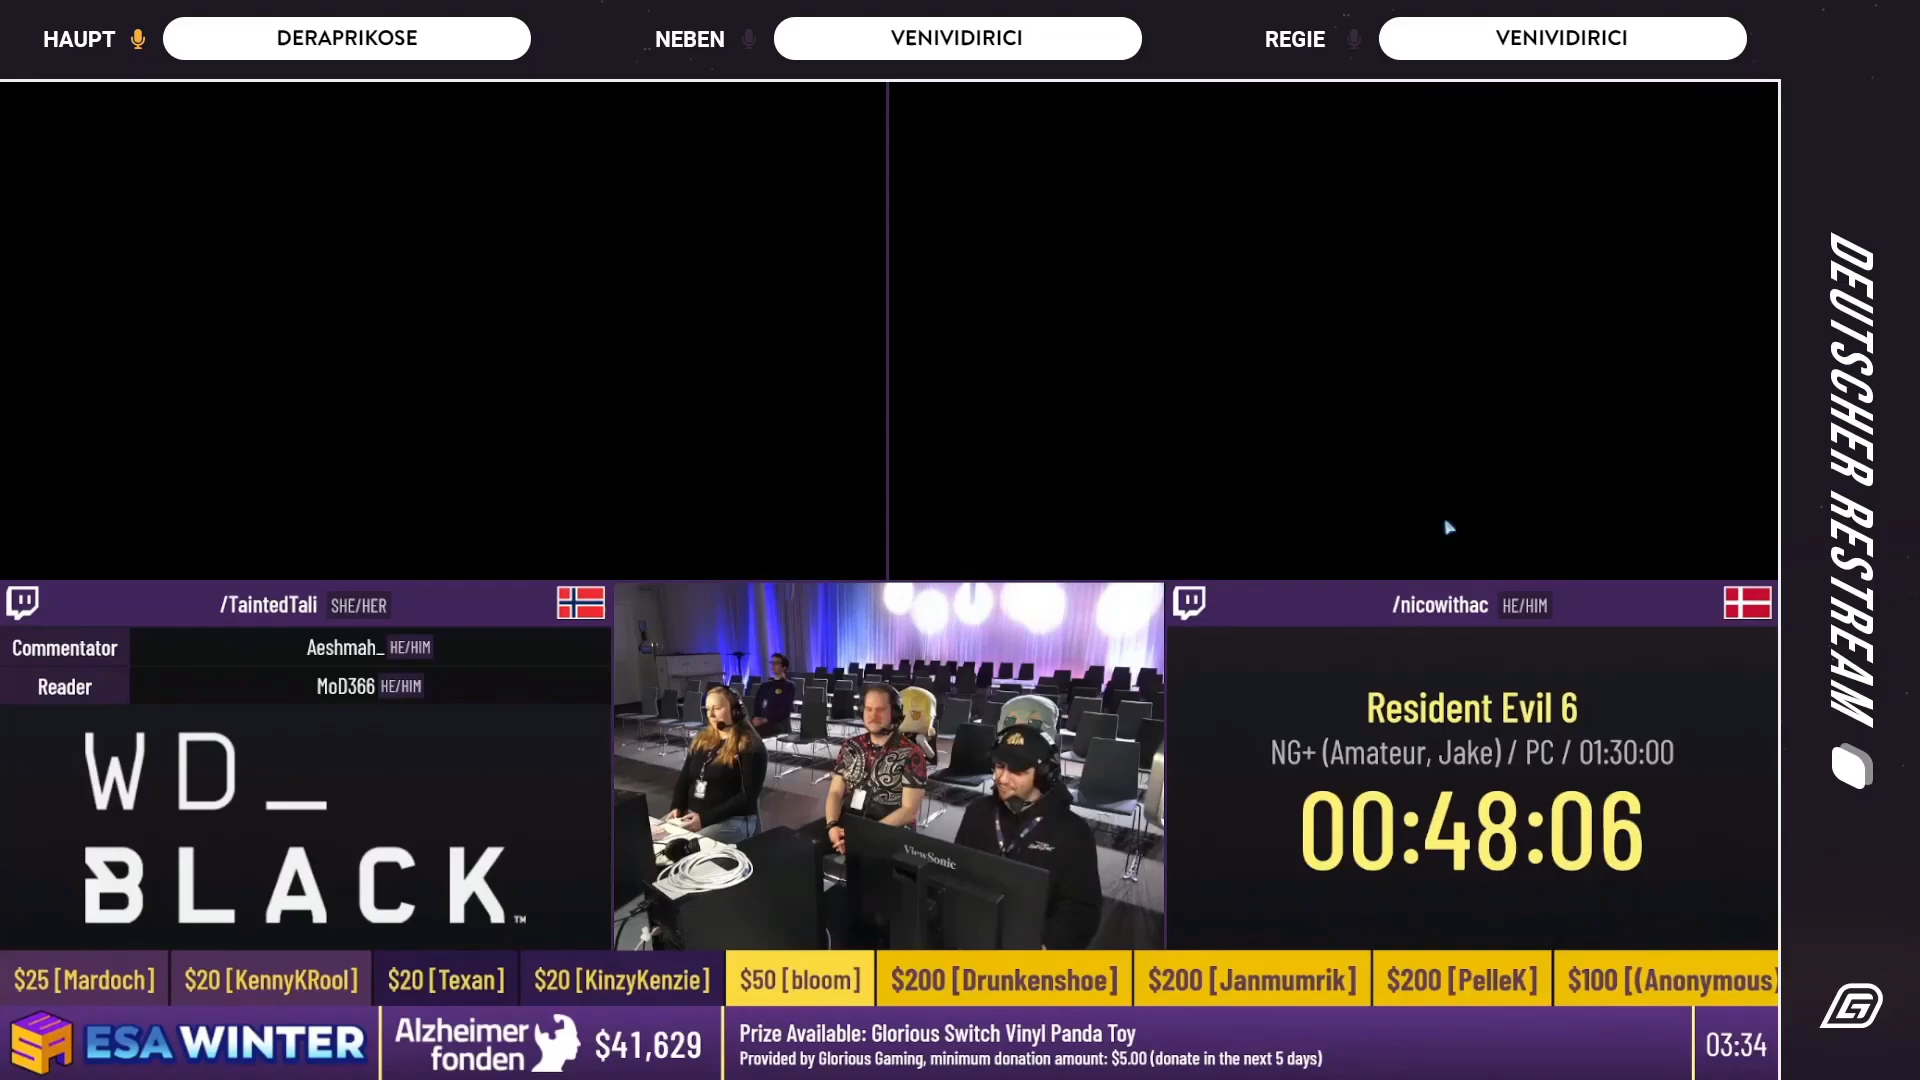 HAUPT
DERAPRIKOSE
NEBEN
VENIVIDIRICI
REGIE
VENIVIDIRICI
/TaintedTali SHE/HER
Commentator
Aeshmah_ HE/HIM
Reader
MoD366 HE/HIM
WD_
BLACK™
ViewSonic
/nicowithac HE/HIM
Resident Evil 6
NG+ (Amateur, Jake) / PC / 01:30:00
00:48:06
DEUTSCHER RESTREAM
$25 [Mardoch]
$20 [KennyKRool]
$20 [Texan]
$20 [KinzyKenzie]
$50 [bloom]
$200 [Drunkenshoe]
$200 [Janmumrik]
$200 [PelleK]
$100 [(Anonymous)
ESA WINTER
Alzheimer
fonden
$41,629
Prize Available: Glorious Switch Vinyl Panda Toy
Provided by Glorious Gaming, minimum donation amount: $5.00 (donate in the next 5 days)
03:34